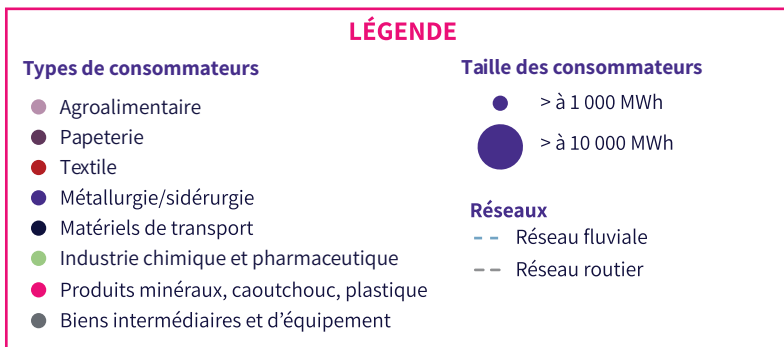 LÉGENDE
Types de consommateurs
Agroalimentaire
Papeterie
Textile
Métallurgie/sidérurgie
Matériels de transport
Industrie chimique et pharmaceutique
Produits minéraux, caoutchouc, plastique
Biens intermédiaires et d’équipement
Taille des consommateurs
> à 1 000 MWh
> à 10 000 MWh
Réseaux
Réseau fluviale
Réseau routier